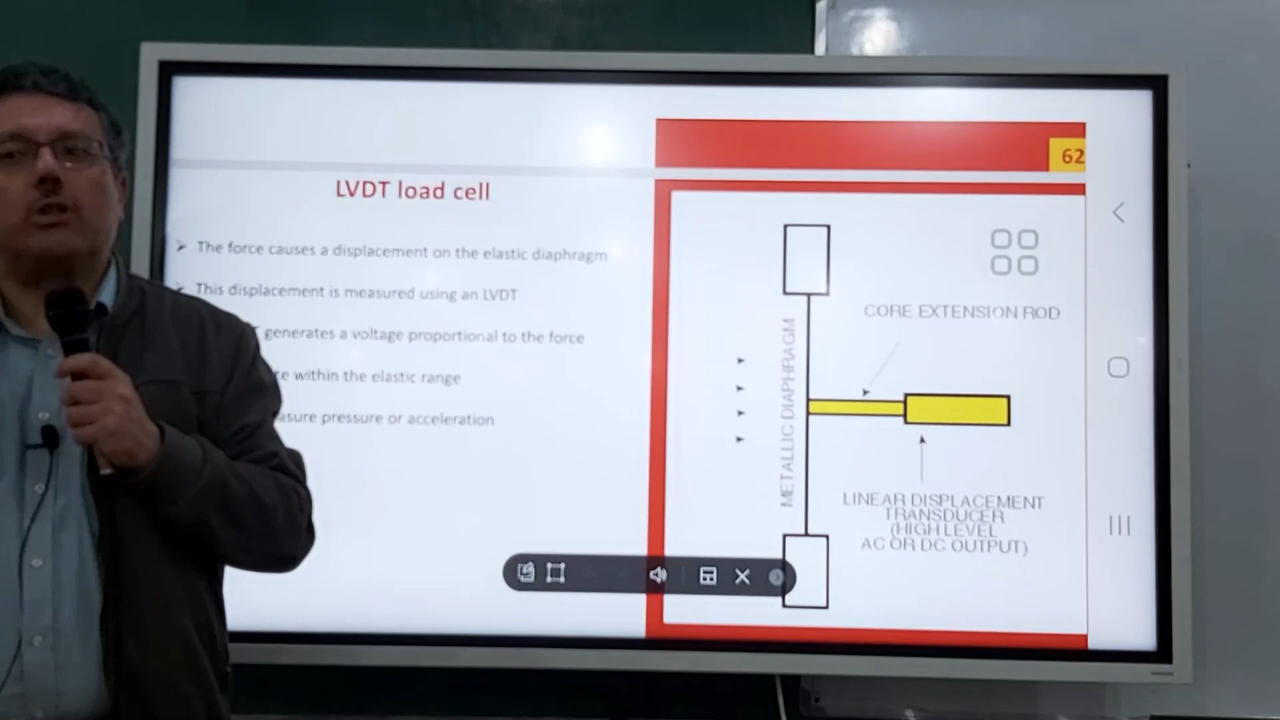 62
LVDT load cell
The force causes a displacement on the elastic diaphragm
This displacement is measured using an LVDT
generates a voltage proportional to the force
within the elastic range
pressure or acceleration
METALLIC DIAPHRAGM
CORE EXTENSION ROD
LINEAR DISPLACEMENT
TRANSDUCER
(HIGH LEVEL
AC OR DC OUTPUT)